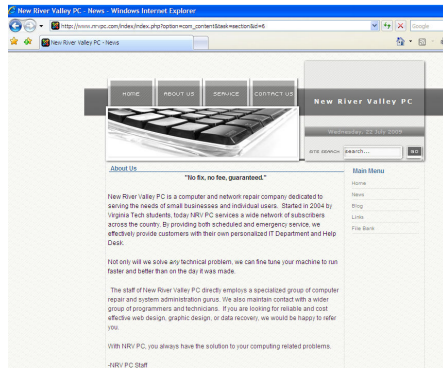 New River Valley PC - News - Windows Internet Explorer
http://www.nrvpc.com/index/index.php?option=com_content&task=section&id=6
Google
New River Valley PC - News
HOME
ABOUT US
SERVICE
CONTACT US
New River Valley PC
Wednesday, 22 July 2009
SITE SEARCH
search...
GO
About Us
"No fix, no fee, guaranteed."
New River Valley PC is a computer and network repair company dedicated to
serving the needs of small businesses and individual users. Started in 2004 by
Virginia Tech students, today NRV PC services a wide network of subscribers
across the country. By providing both scheduled and emergency service, we
effectively provide customers with their own personalized IT Department and Help
Desk.
Not only will we solve any technical problem, we can fine tune your machine to run
faster and better than on the day it was made.
The staff of New River Valley PC directly employs a specialized group of computer
repair and system administration gurus. We also maintain contact with a wider
group of programmers and technicians. If you are looking for reliable and cost
effective web design, graphic design, or data recovery, we would be happy to refer
you.
With NRV PC, you always have the solution to your computing related problems.
-NRV PC Staff
Main Menu
Home
News
Blog
Links
File Bank